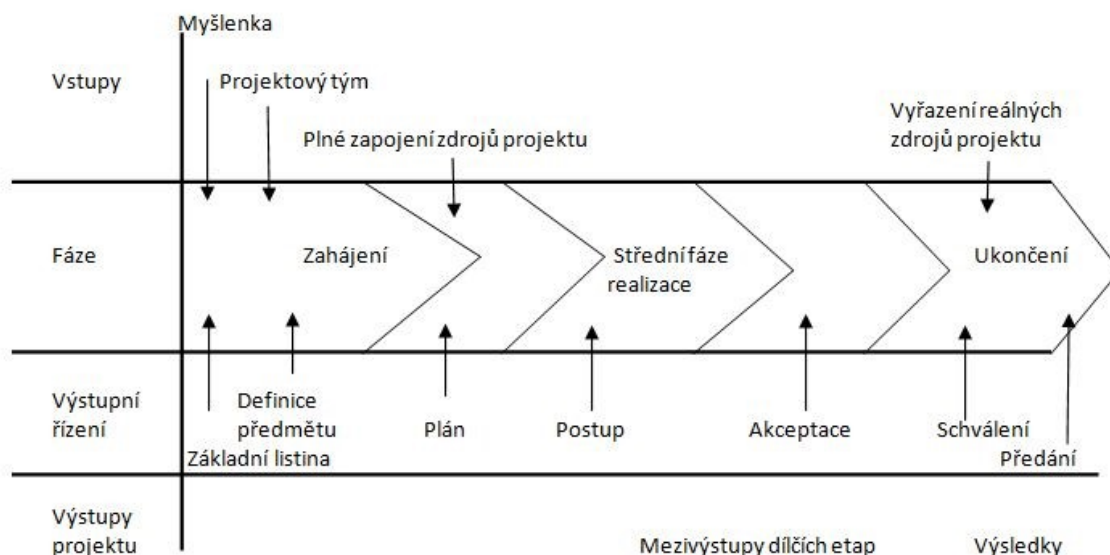 Myšlenka
Vstupy
Projektový tým
Plné zapojení zdrojů projektu
Vyřazení reálných
zdrojů projektu
Fáze
Zahájení
Střední fáze
realizace
Ukončení
Výstupní
řízení
Základní listina
Definice
předmětu
Plán
Postup
Akceptace
Schválení
Předání
Výstupy
projektu
Mezivýstupy dílčích etap
Výsledky